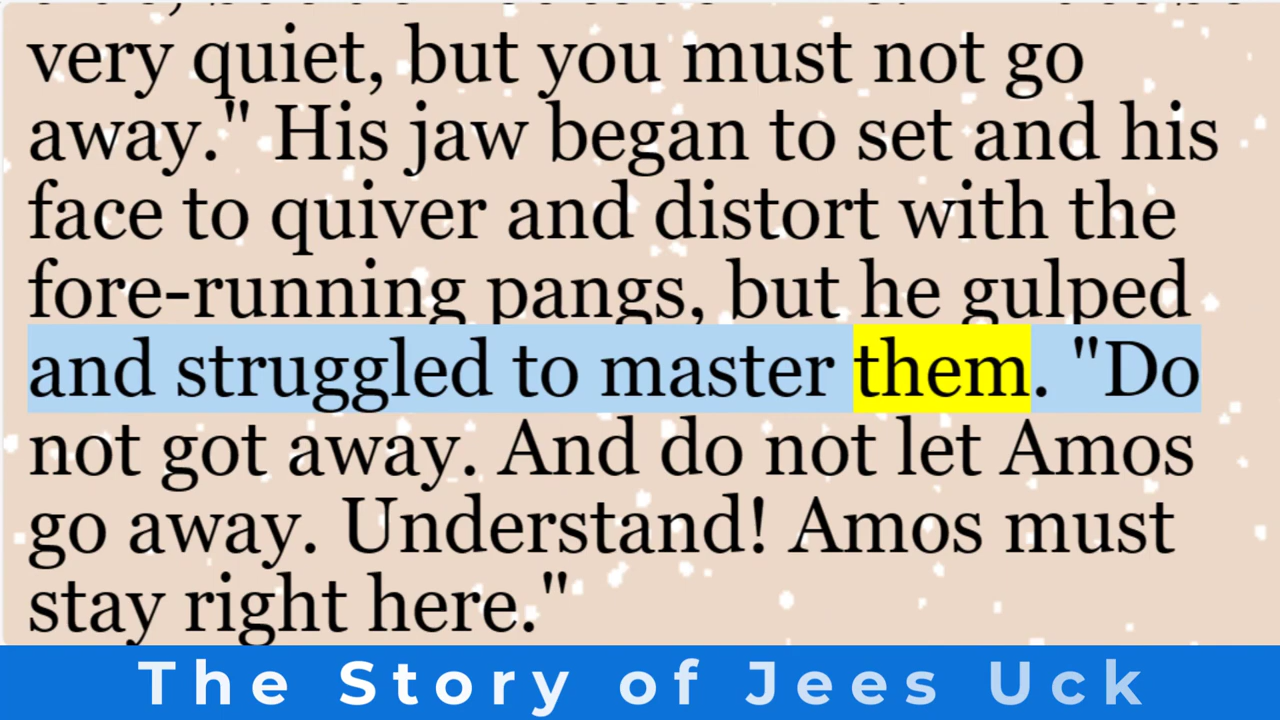 very quiet, but you must not go
away." His jaw began to set and his
face to quiver and distort with the
fore-running pangs, but he gulped
and struggled to master them. "Do
not got away. And do not let Amos
go away. Understand! Amos must
stay right here."
The Story of Jees Uck